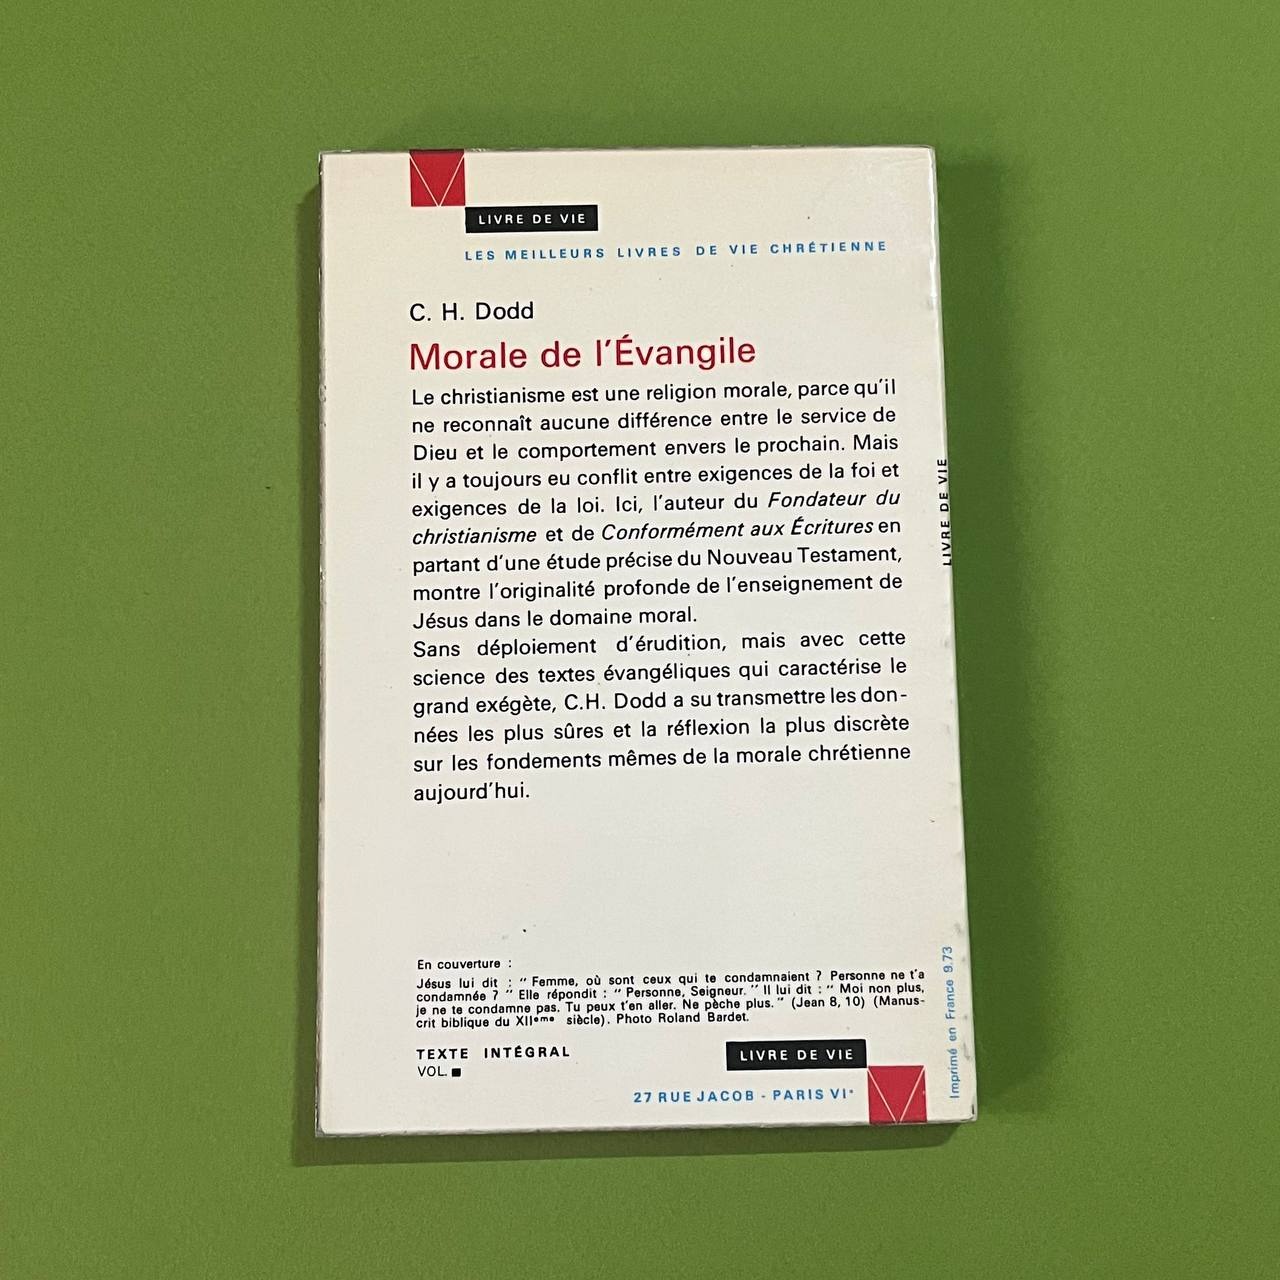 LIVRE DE VIE
LES MEILLEURS LIVRES DE VIE CHRÉTIENNE
C. H. Dodd
Morale de l'Évangile
Le christianisme est une religion morale, parce qu'il
ne reconnaît aucune différence entre le service de
Dieu et le comportement envers le prochain. Mais
il y a toujours eu conflit entre exigences de la foi et
exigences de la loi. Ici, l'auteur du Fondateur du
christianisme et de Conformément aux Écritures en
partant d'une étude précise du Nouveau Testament,
montre l'originalité profonde de l'enseignement de
Jésus dans le domaine moral.
Sans déploiement d'érudition, mais avec cette
science des textes évangéliques qui caractérise le
grand exégète, C.H. Dodd a su transmettre les don-
nées les plus sûres et la réflexion la plus discrète
sur les fondements mêmes de la morale chrétienne
aujourd'hui.
En couverture :
Jésus lui dit : " Femme, où sont ceux qui te condamnaient ? Personne ne t'a
condamnée ? " Elle répondit : " Personne, Seigneur. " Il lui dit : " Moi non plus,
je ne te condamne pas. Tu peux t'en aller. Ne pèche plus. " (Jean 8, 10) (Manus-
crit biblique du XIIeme siècle). Photo Roland Bardet.
TEXTE INTÉGRAL
VOL. ■
LIVRE DE VIE
27 RUE JACOB - PARIS VIe
LIVRE DE VIE
Imprimé en France 9.73